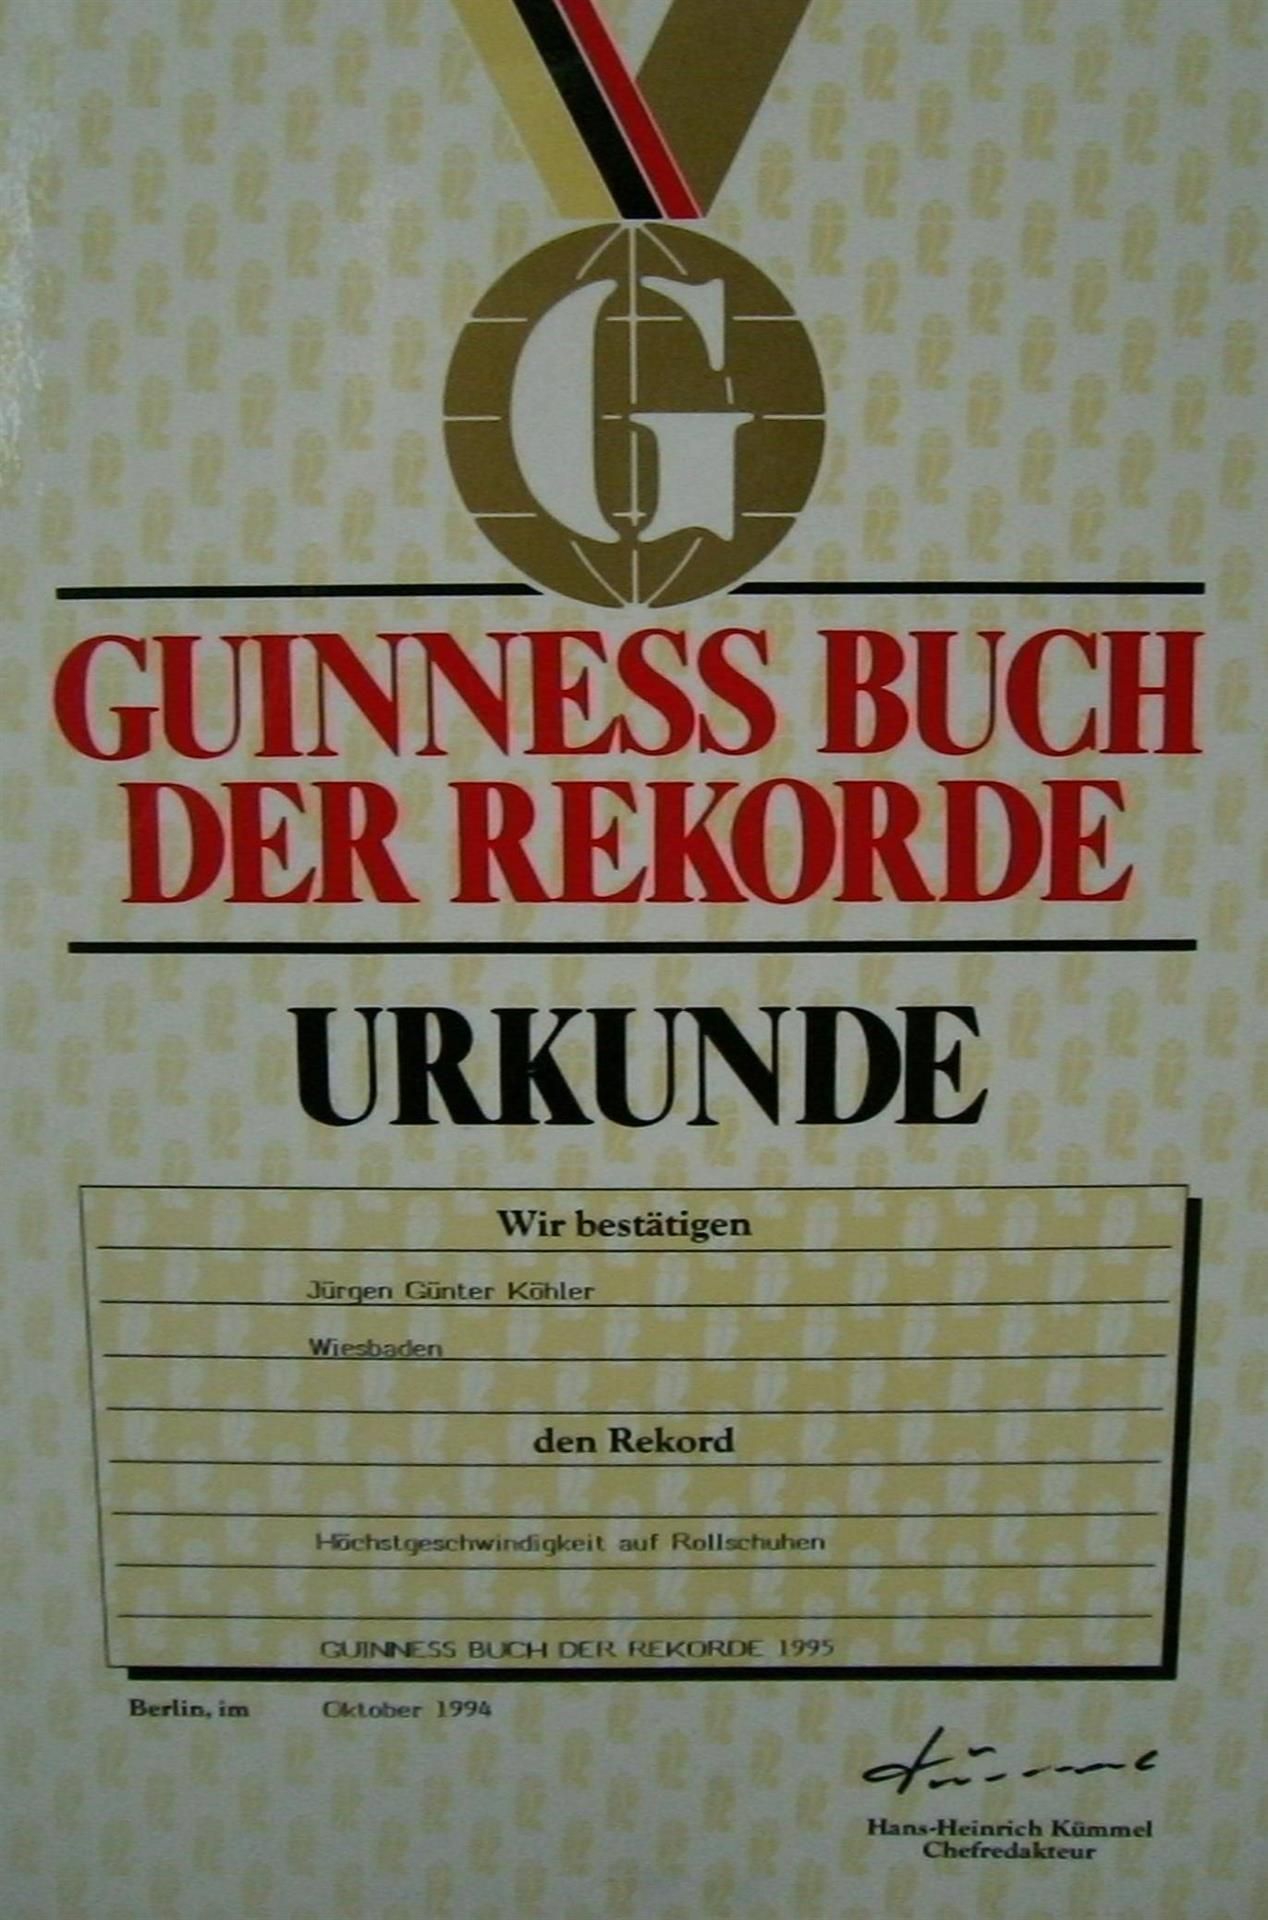 G
GUINNESS BUCH
DER REKORDE
URKUNDE
Wir bestätigen
Jürgen Günter Köhler
Wiesbaden
den Rekord
Höchstgeschwindigkeit auf Rollschuhen
GUINNESS BUCH DER REKORDE 1995
Berlin, im Oktober 1994
Kümmel
Hans-Heinrich Kümmel
Chefredakteur